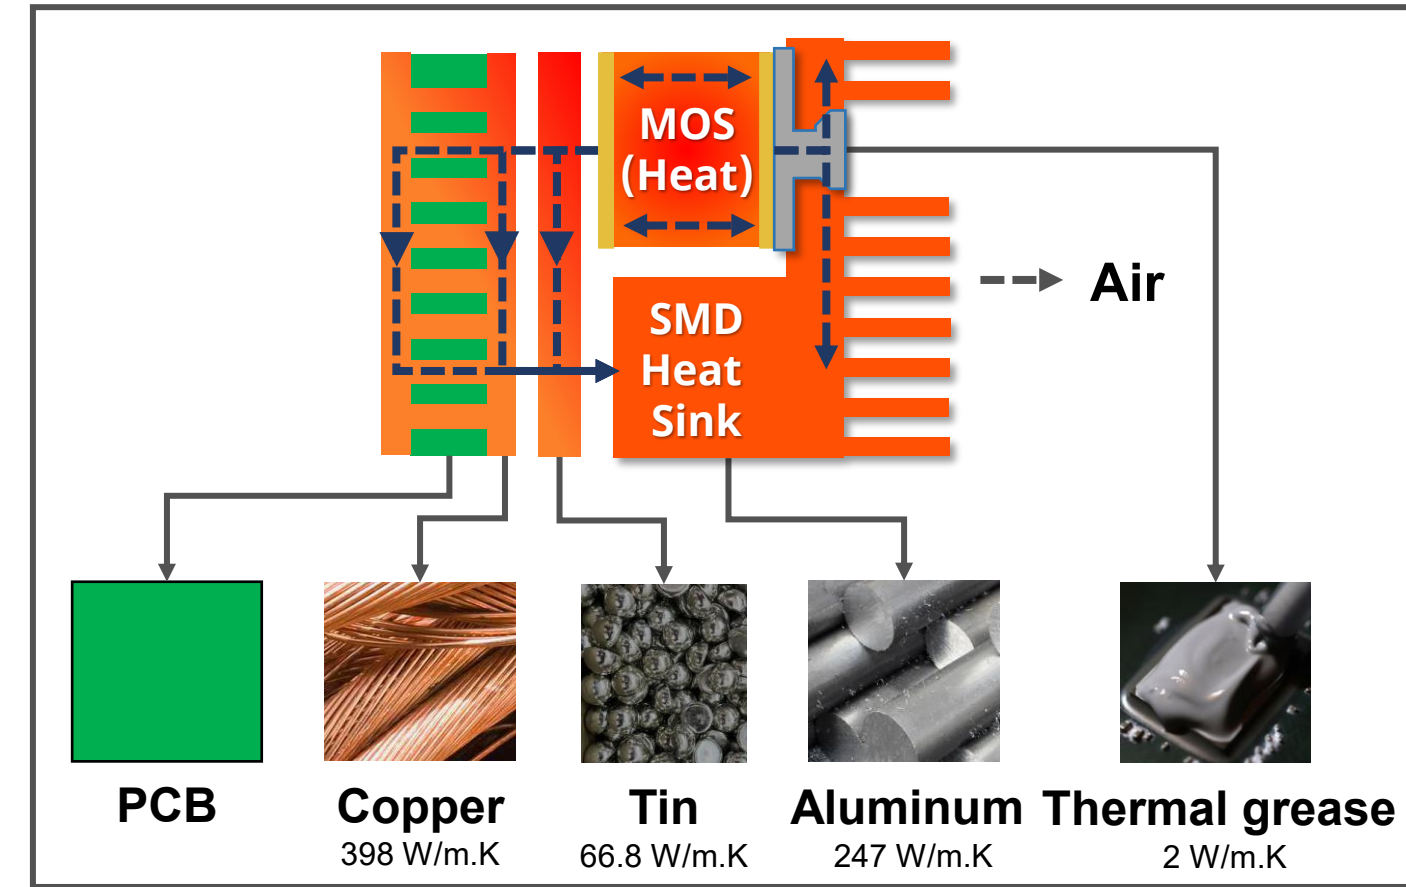 MOS
(Heat)
SMD
Heat
Sink
Air
PCB
Copper
398 W/m.K
Tin
66.8 W/m.K
Aluminum
247 W/m.K
Thermal grease
2 W/m.K